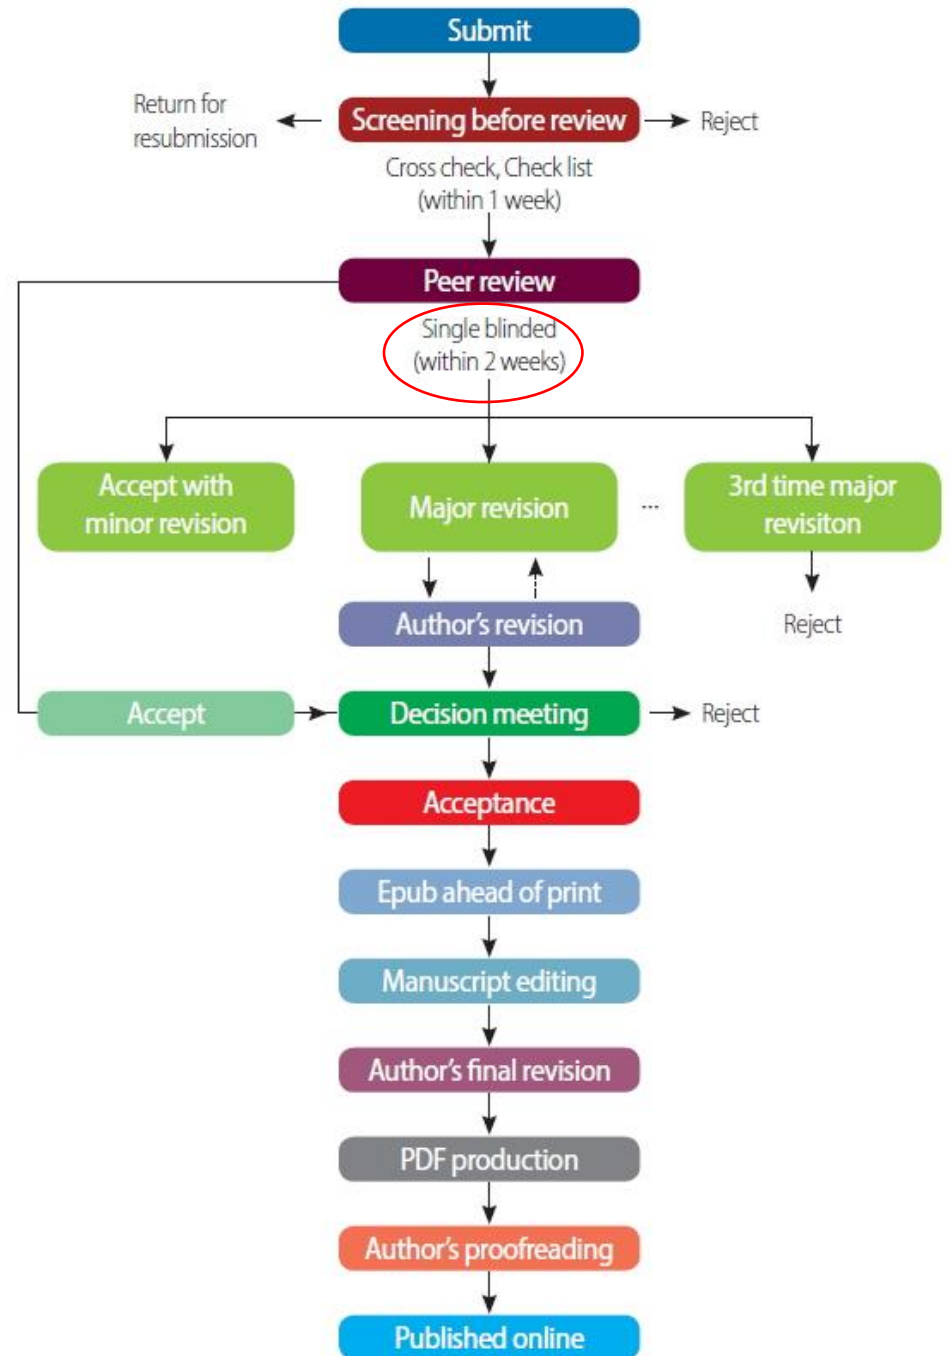 Submit
Return for
resubmission
Screening before review
Reject
Cross check, Check list
(within 1 week)
Peer review
Single blinded
(within 2 weeks)
Accept with
minor revision
Major revision
...
3rd time major
revisiton
Author's revision
Reject
Accept
Decision meeting
Reject
Acceptance
Epub ahead of print
Manuscript editing
Author's final revision
PDF production
Author's proofreading
Published online